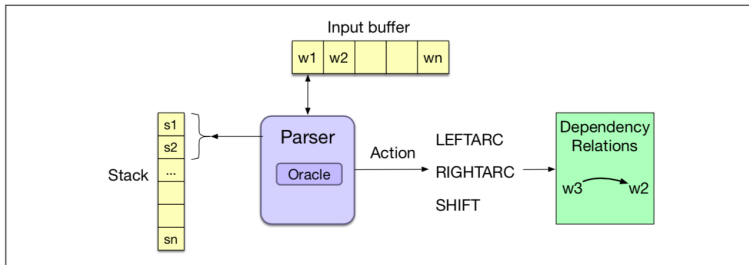 Input buffer
w1 w2 wn
s1
s2
...
sn
Stack
Parser
Oracle
Action
LEFTARC
RIGHTARC
SHIFT
Dependency
Relations
w3 w2